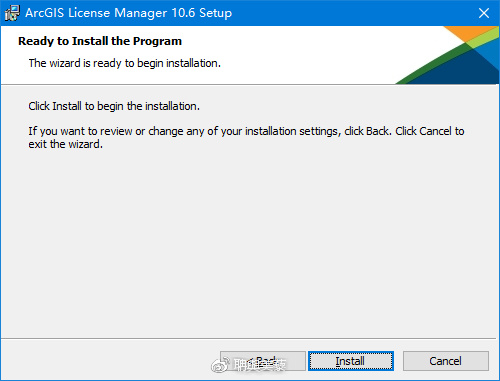 ArcGIS License Manager 10.6 Setup
Ready to Install the Program
The wizard is ready to begin installation.
Click Install to begin the installation.
If you want to review or change any of your installation settings, click Back. Click Cancel to
exit the wizard.
< Back
Install
Cancel